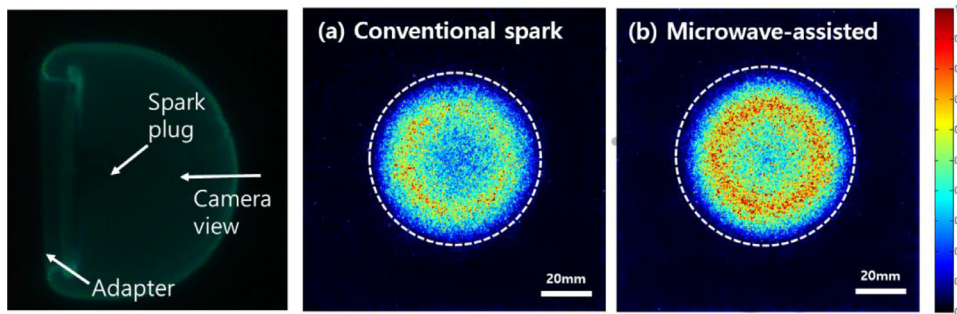 Spark
plug
Camera
view
Adapter
(a) Conventional spark
20mm
(b) Microwave-assisted
20mm